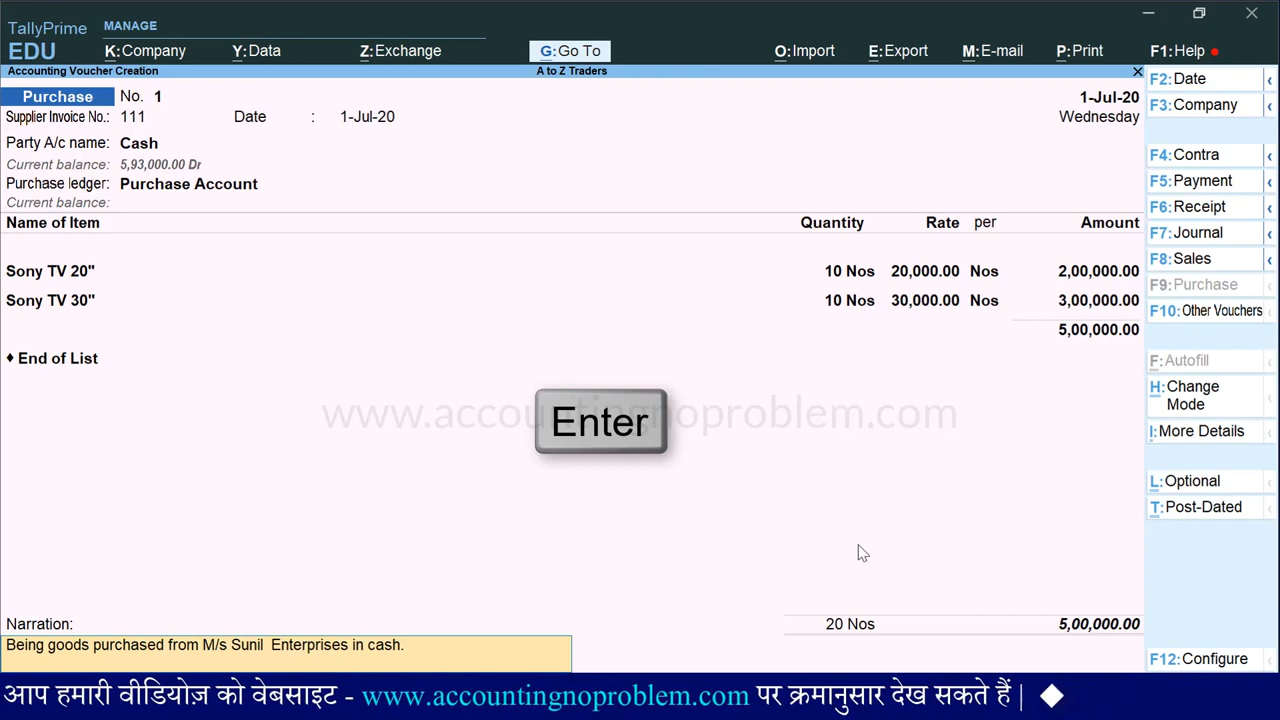 TallyPrime MANAGE
EDU K:Company Y:Data Z:Exchange G:Go To O:Import E:Export M:E-mail P:Print F1:Help
Accounting Voucher Creation A to Z Traders
Purchase No. 1 1-Jul-20
Supplier Invoice No.: 111 Date : 1-Jul-20 Wednesday
Party A/c name: Cash
Current balance: 5,93,000.00 Dr
Purchase ledger: Purchase Account
Current balance:
Name of Item Quantity Rate per Amount
Sony TV 20" 10 Nos 20,000.00 Nos 2,00,000.00
Sony TV 30" 10 Nos 30,000.00 Nos 3,00,000.00
5,00,000.00
♦ End of List
www.accountingnoproblem.com
Enter
Narration: 20 Nos 5,00,000.00
Being goods purchased from M/s Sunil Enterprises in cash.
F2:Date
F3:Company
F4:Contra
F5:Payment
F6:Receipt
F7:Journal
F8:Sales
F9:Purchase
F10:Other Vouchers
F:Autofill
H:Change
Mode
I:More Details
L:Optional
T:Post-Dated
F12:Configure
आप हमारी वीडियोज़ को वेबसाइट - www.accountingnoproblem.com पर क्रमानुसार देख सकते हैं |